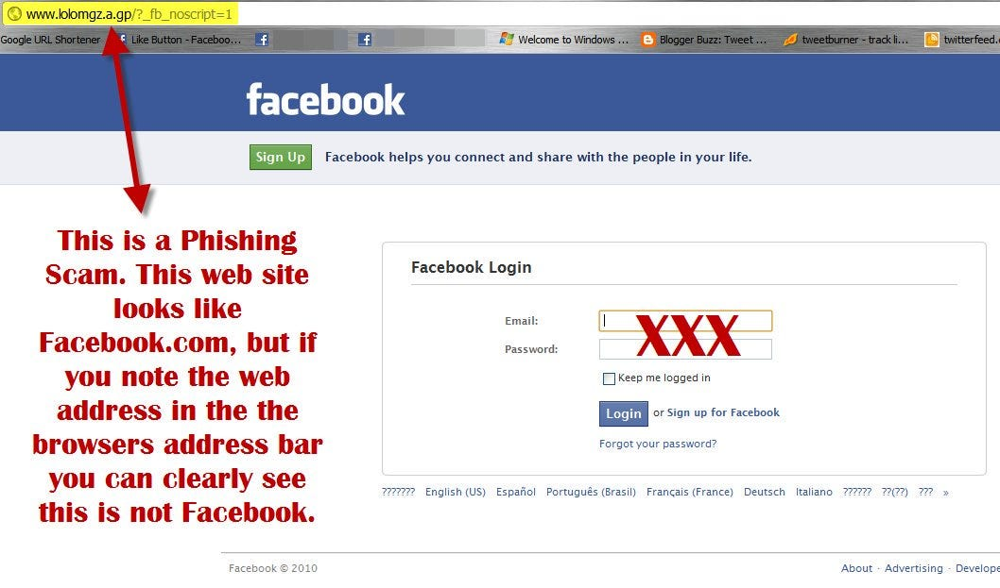 www.lolomgz.a.gp/?_fb_noscript=1
Google URL Shortener
Like Button - Faceboo...
Welcome to Windows ...
Blogger Buzz: Tweet ...
tweetburner - track li...
twitterfeed.c
facebook
Sign Up
Facebook helps you connect and share with the people in your life.
This is a Phishing
Scam. This web site
looks like
Facebook.com, but if
you note the web
address in the the
browsers address bar
you can clearly see
this is not Facebook.
Facebook Login
Email:
XXX
Password:
Keep me logged in
Login or Sign up for Facebook
Forgot your password?
??????? English (US) Español Português (Brasil) Français (France) Deutsch Italiano ?????? ??(??) ??? »
Facebook © 2010
About · Advertising · Develope